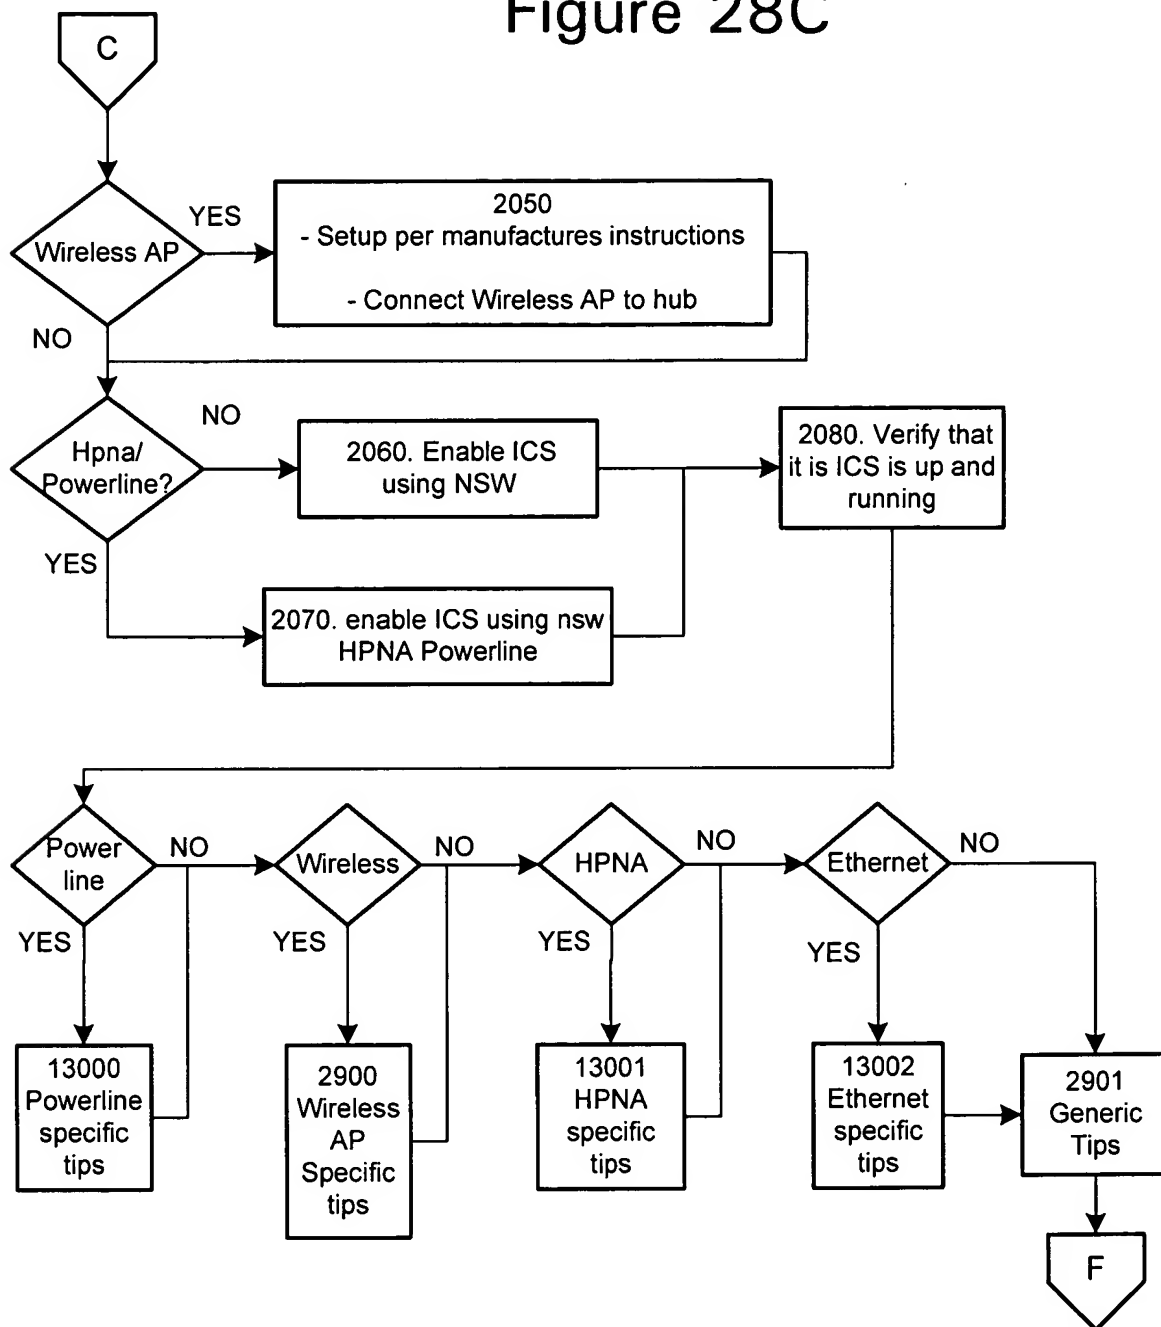 Figure 28C
C
Wireless AP
YES
2050
- Setup per manufactures instructions
- Connect Wireless AP to hub
NO
Hpna/
Powerline?
NO
2060. Enable ICS
using NSW
2080. Verify that
it is ICS is up and
running
YES
2070. enable ICS using nsw
HPNA Powerline
Power
line
NO
Wireless
NO
HPNA
NO
Ethernet
NO
YES
YES
YES
YES
13000
Powerline
specific
tips
2900
Wireless
AP
Specific
tips
13001
HPNA
specific
tips
13002
Ethernet
specific
tips
2901
Generic
Tips
F